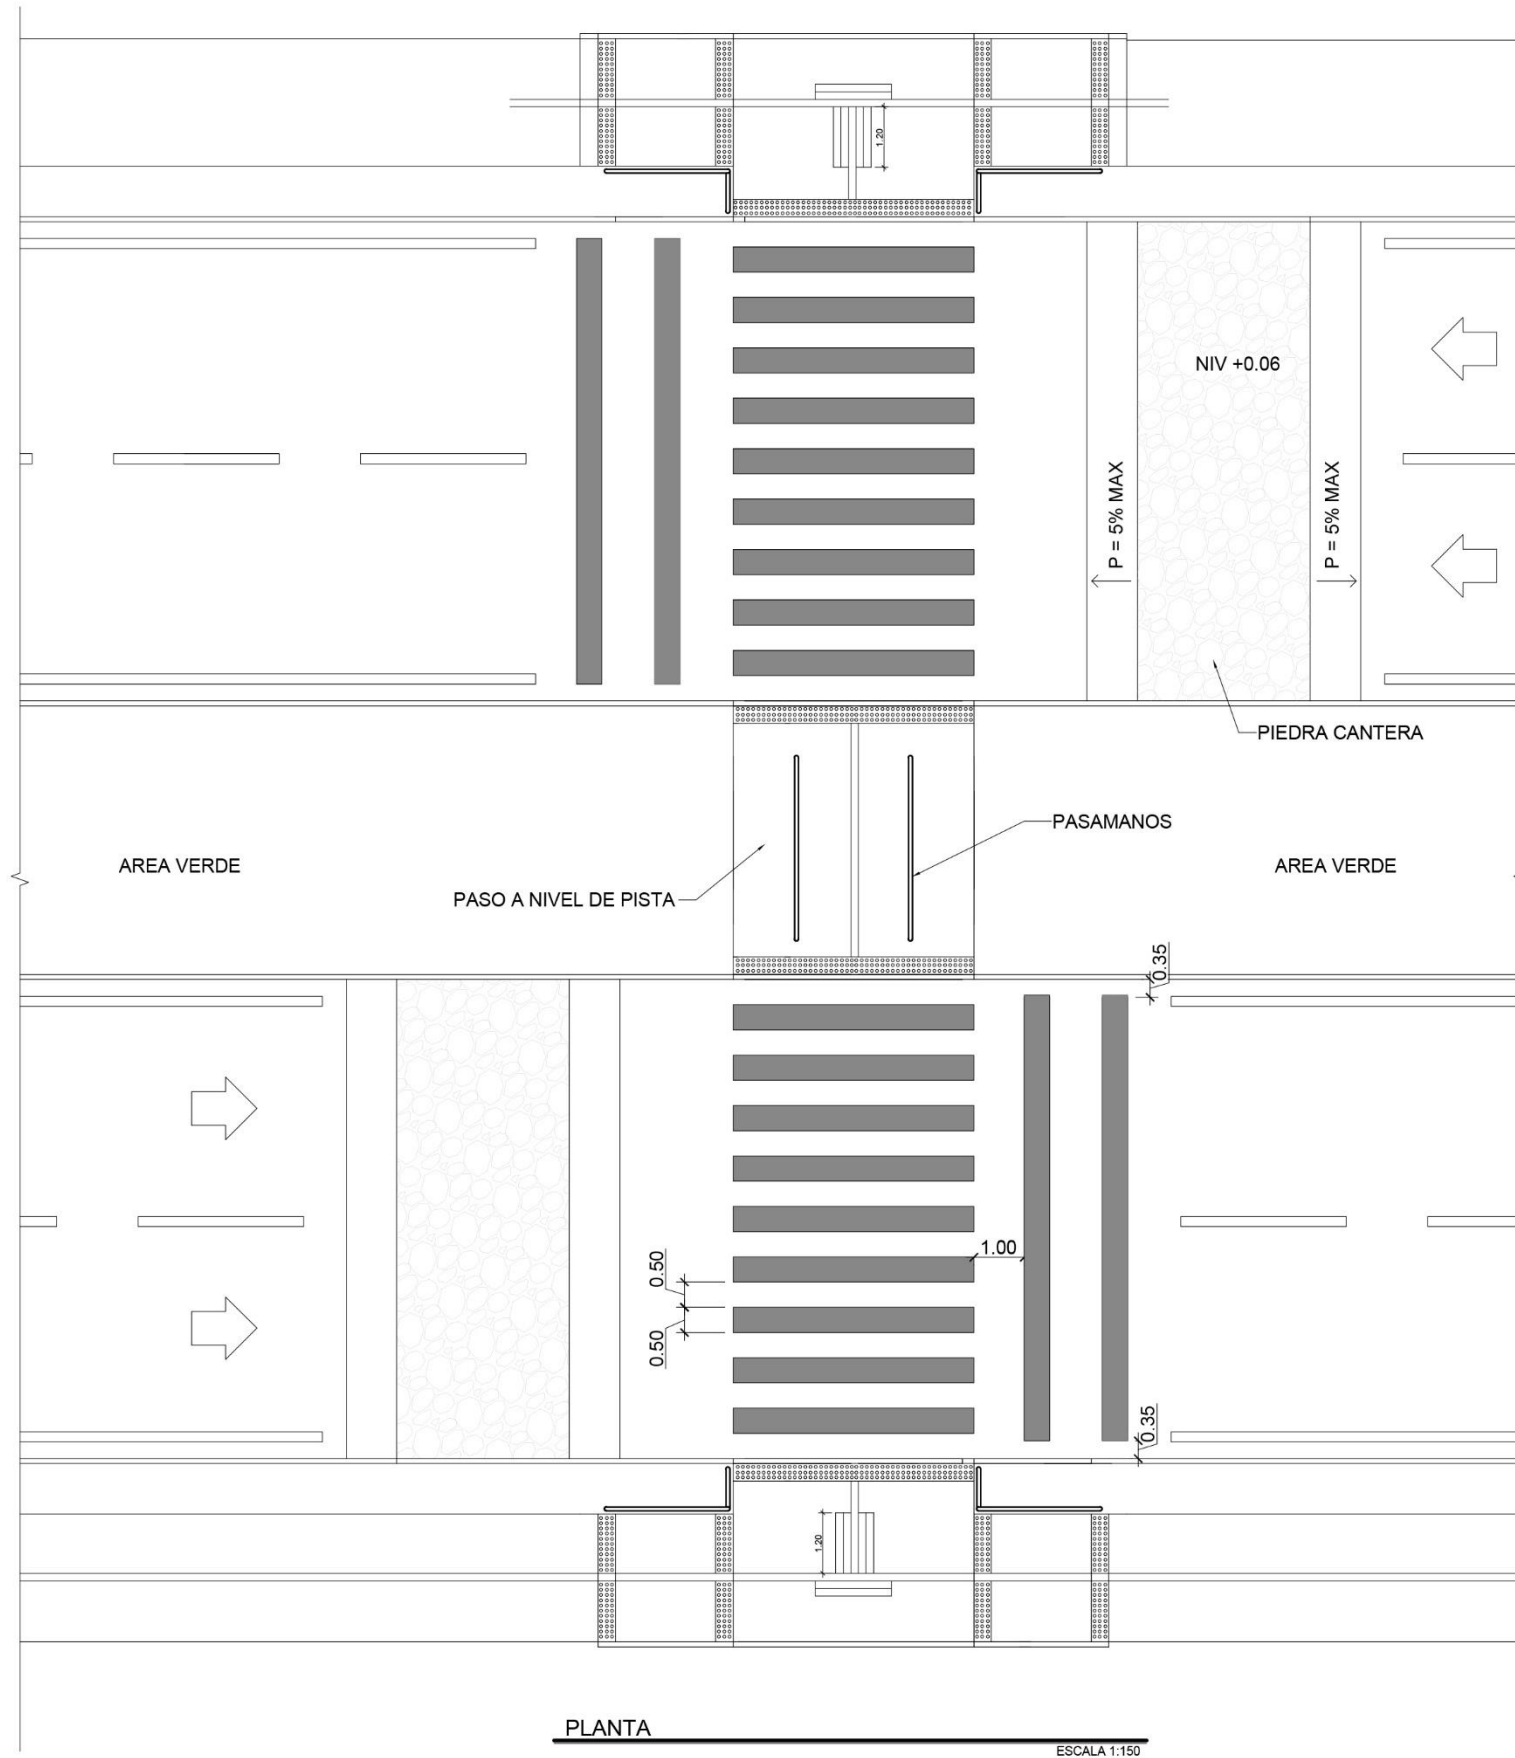 1.20
NIV +0.06
P = 5% MAX
P = 5% MAX
PIEDRA CANTERA
PASAMANOS
AREA VERDE
AREA VERDE
PASO A NIVEL DE PISTA
0.35
1.00
0.50
0.50
0.35
1.20
PLANTA
ESCALA 1:150